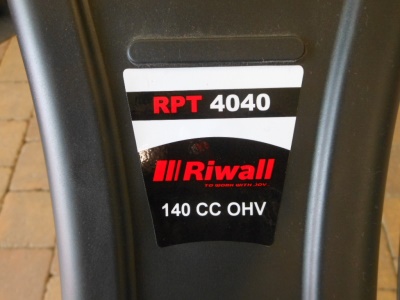 RPT 4040
Riwall
TO WORK WITH JOY
140 CC OHV